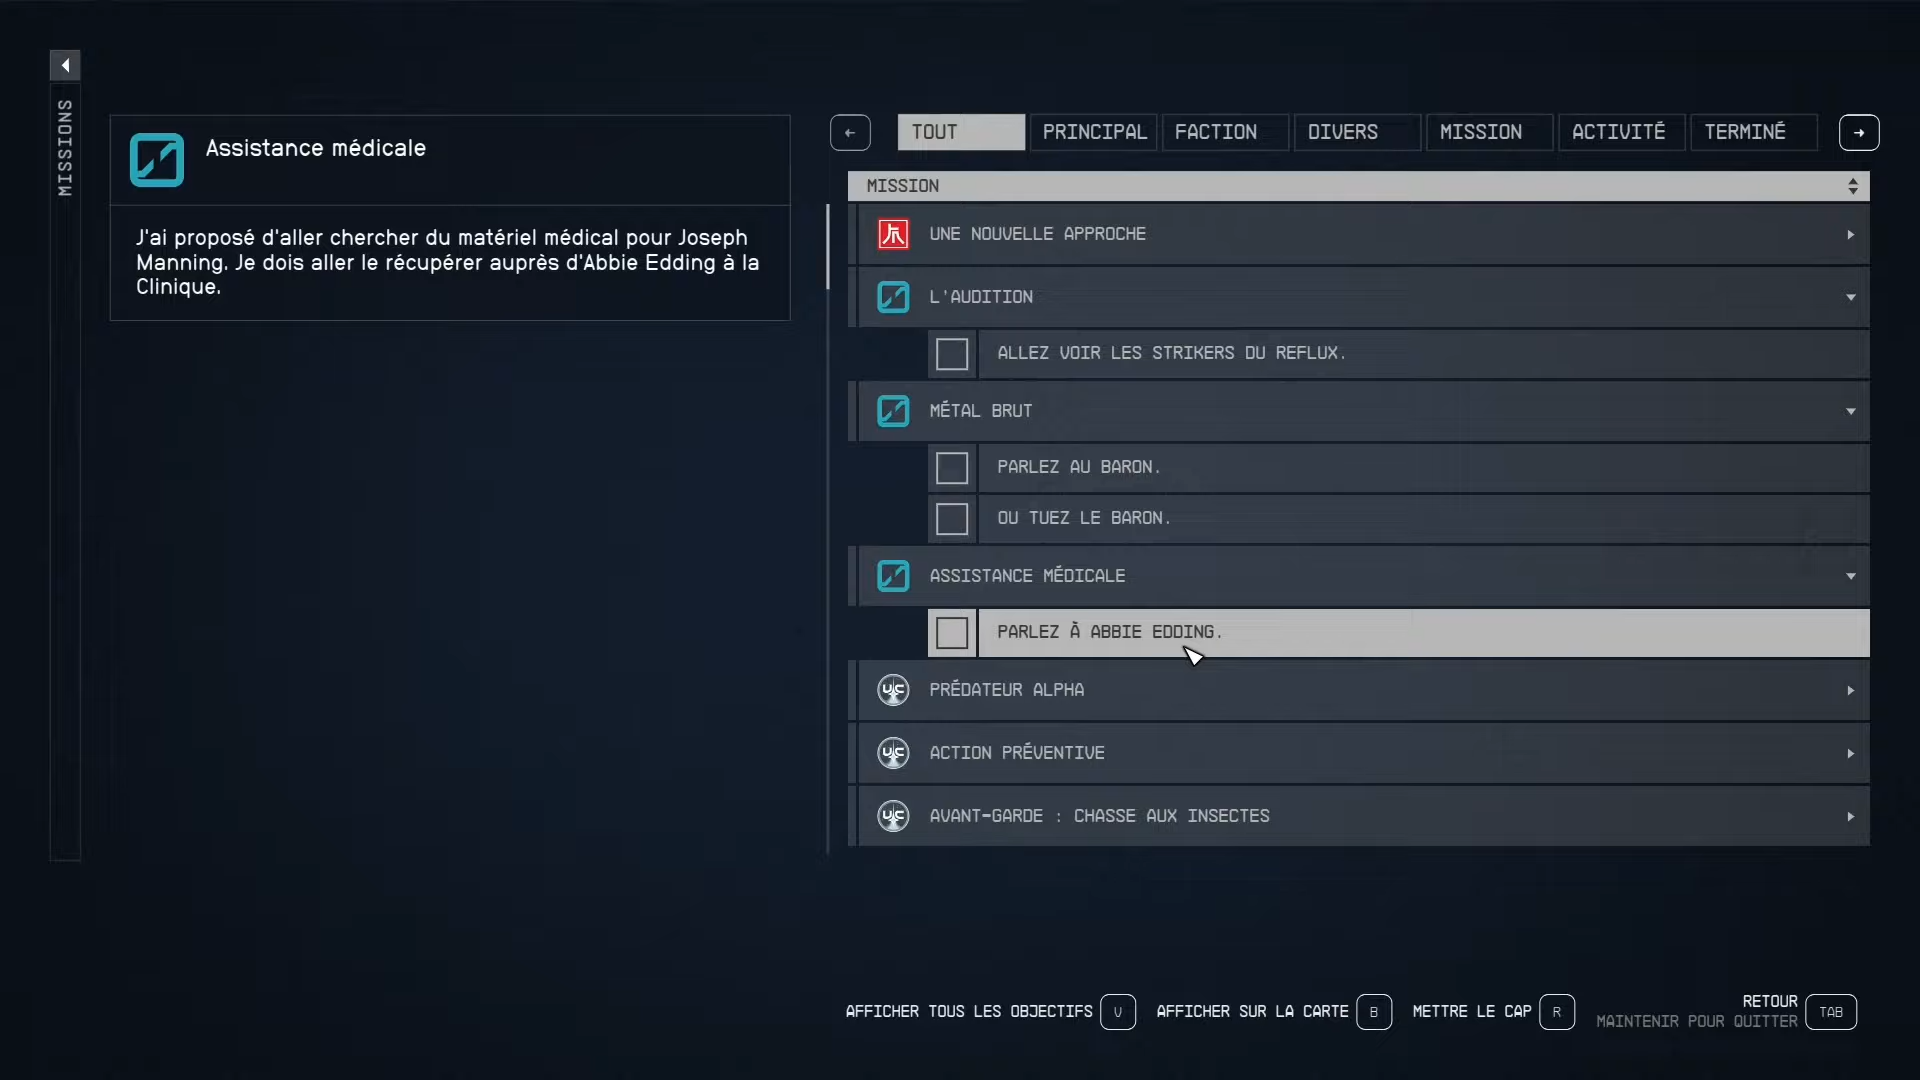 MISSIONS
Assistance médicale
J'ai proposé d'aller chercher du matériel médical pour Joseph
Manning. Je dois aller le récupérer auprès d'Abbie Edding à la
Clinique.
TOUT
PRINCIPAL
FACTION
DIVERS
MISSION
ACTIVITÉ
TERMINÉ
MISSION
UNE NOUVELLE APPROCHE
L'AUDITION
ALLEZ VOIR LES STRIKERS DU REFLUX.
MÉTAL BRUT
PARLEZ AU BARON.
OU TUEZ LE BARON.
ASSISTANCE MÉDICALE
PARLEZ À ABBIE EDDING.
UC PRÉDATEUR ALPHA
UC ACTION PRÉVENTIVE
UC AVANT-GARDE : CHASSE AUX INSECTES
AFFICHER TOUS LES OBJECTIFS V
AFFICHER SUR LA CARTE B
METTRE LE CAP R
RETOUR
MAINTENIR POUR QUITTER TAB